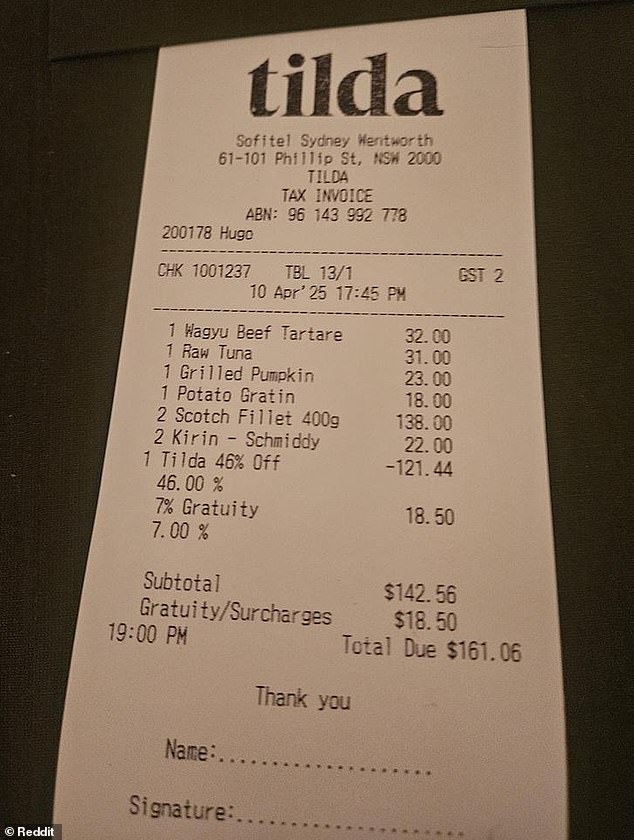 tilda
Sofitel Sydney Wentworth
61-101 Phillip St, NSW 2000
TILDA
TAX INVOICE
ABN: 96 143 992 778
200178 Hugo
CHK 1001237 TBL 13/1 GST 2
10 Apr'25 17:45 PM
1 Wagyu Beef Tartare 32.00
1 Raw Tuna 31.00
1 Grilled Pumpkin 23.00
1 Potato Gratin 18.00
2 Scotch Fillet 400g 138.00
2 Kirin - Schmiddy 22.00
1 Tilda 46% Off -121.44
46.00 %
7% Gratuity 18.50
7.00 %
Subtotal $142.56
Gratuity/Surcharges $18.50
19:00 PM Total Due $161.06
Thank you
Name:....................
Signature:......................
© Reddit